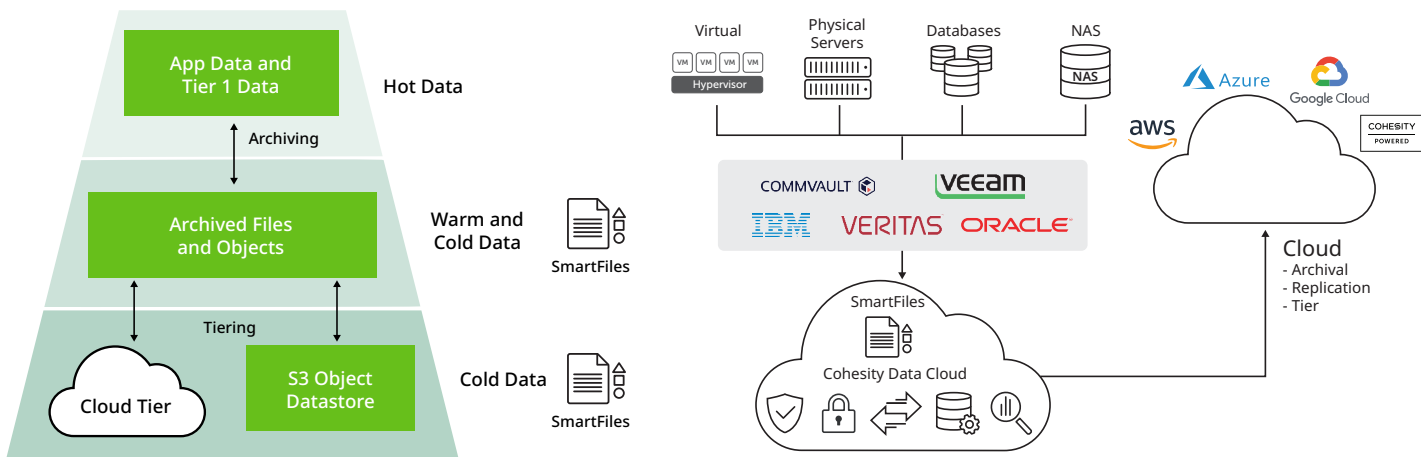 App Data and
Tier 1 Data
Hot Data
Archiving
Archived Files
and Objects
Warm and
Cold Data
SmartFiles
Tiering
Cloud Tier
S3 Object
Datastore
Cold Data
SmartFiles
Virtual
VM VM VM VM
Hypervisor
Physical
Servers
Databases
NAS
NAS
COMMVAULT
VEEAM
IBM
VERITAS
ORACLE
SmartFiles
Cohesity Data Cloud
Azure
Google Cloud
aws
COHESITY
POWERED
Cloud
- Archival
- Replication
- Tier